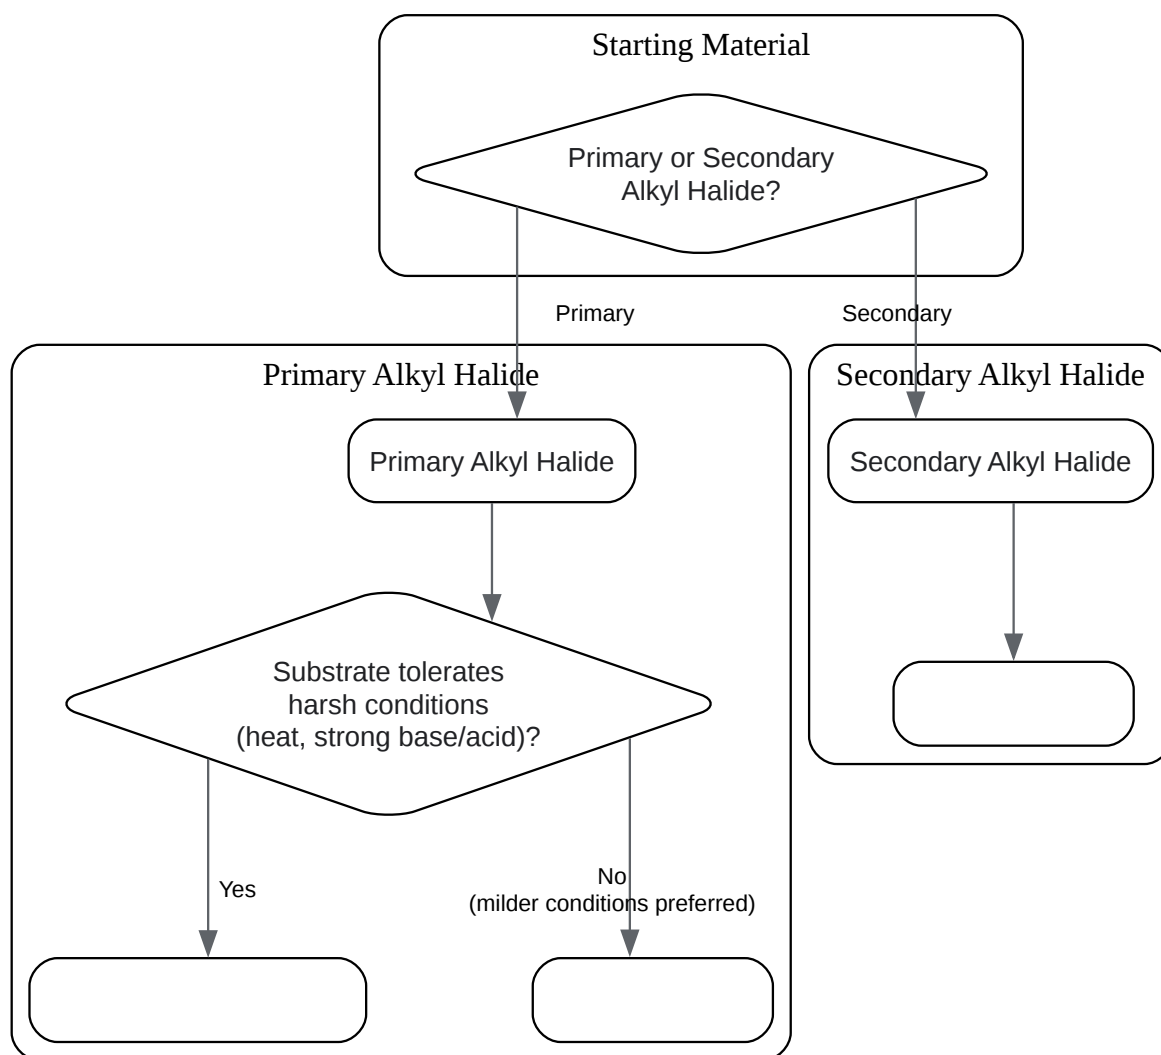 Starting Material
Primary or Secondary
Alkyl Halide?
Primary
Secondary
Primary Alkyl Halide
Secondary Alkyl Halide
Primary Alkyl Halide
Secondary Alkyl Halide
Substrate tolerates
harsh conditions
(heat, strong base/acid)?
Yes
No
(milder conditions preferred)